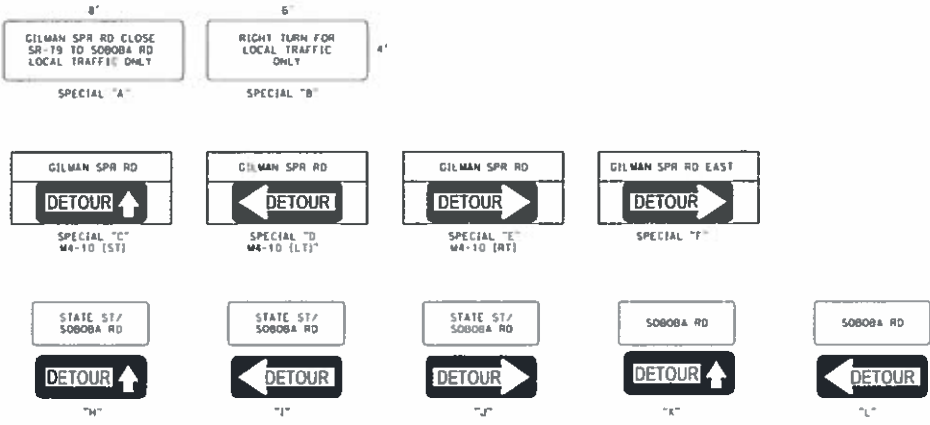 8'
6'
GILMAN SPR RD CLOSE
SR-79 TO SOBOBA RD
LOCAL TRAFFIC ONLY
RIGHT TURN FOR
LOCAL TRAFFIC
ONLY
4'
SPECIAL "A"
SPECIAL "B"
GILMAN SPR RD
DETOUR
SPECIAL "C"
M4-10 (ST)
GILMAN SPR RD
DETOUR
SPECIAL "D
M4-10 (LT)"
GILMAN SPR RD
DETOUR
SPECIAL "E"
M4-10 (RT)
GILMAN SPR RD EAST
DETOUR
SPECIAL "F"
STATE ST/
SOBOBA RD
DETOUR
"H"
STATE ST/
SOBOBA RD
DETOUR
"I"
STATE ST/
SOBOBA RD
DETOUR
"J"
SOBOBA RD
DETOUR
"K"
SOBOBA RD
DETOUR
"L"